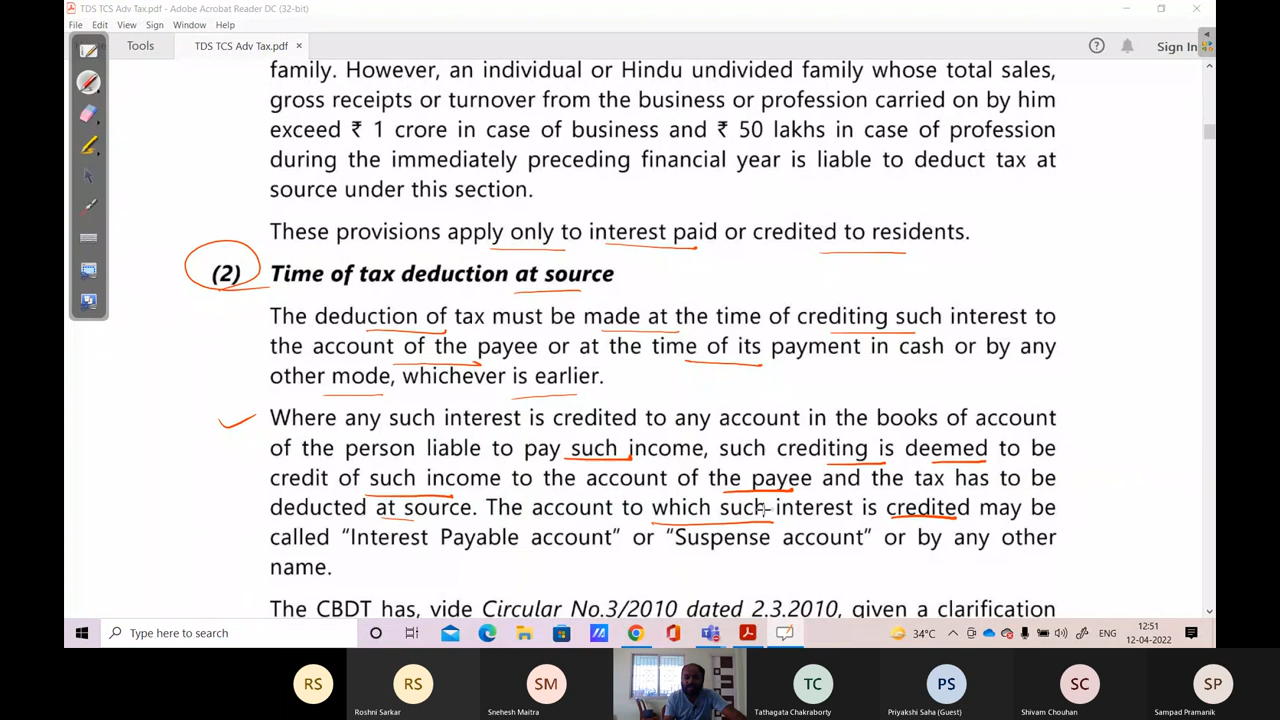 TDS TCS Adv Tax.pdf - Adobe Acrobat Reader DC (32-bit)
File Edit View Sign Window Help
Tools TDS TCS Adv Tax.pdf × Sign In
family. However, an individual or Hindu undivided family whose total sales,
gross receipts or turnover from the business or profession carried on by him
exceed ₹ 1 crore in case of business and ₹ 50 lakhs in case of profession
during the immediately preceding financial year is liable to deduct tax at
source under this section.
These provisions apply only to interest paid or credited to residents.
(2) Time of tax deduction at source
The deduction of tax must be made at the time of crediting such interest to
the account of the payee or at the time of its payment in cash or by any
other mode, whichever is earlier.
Where any such interest is credited to any account in the books of account
of the person liable to pay such income, such crediting is deemed to be
credit of such income to the account of the payee and the tax has to be
deducted at source. The account to which such interest is credited may be
called “Interest Payable account” or “Suspense account” or by any other
name.
The CBDT has, vide Circular No.3/2010 dated 2.3.2010, given a clarification
Type here to search
34°C ENG 12:51
12-04-2022
RS RS SM TC PS SC SP
Roshni Sarkar Snehesh Maitra Tathagata Chakraborty Priyakshi Saha (Guest) Shivam Chouhan Sampad Pramanik